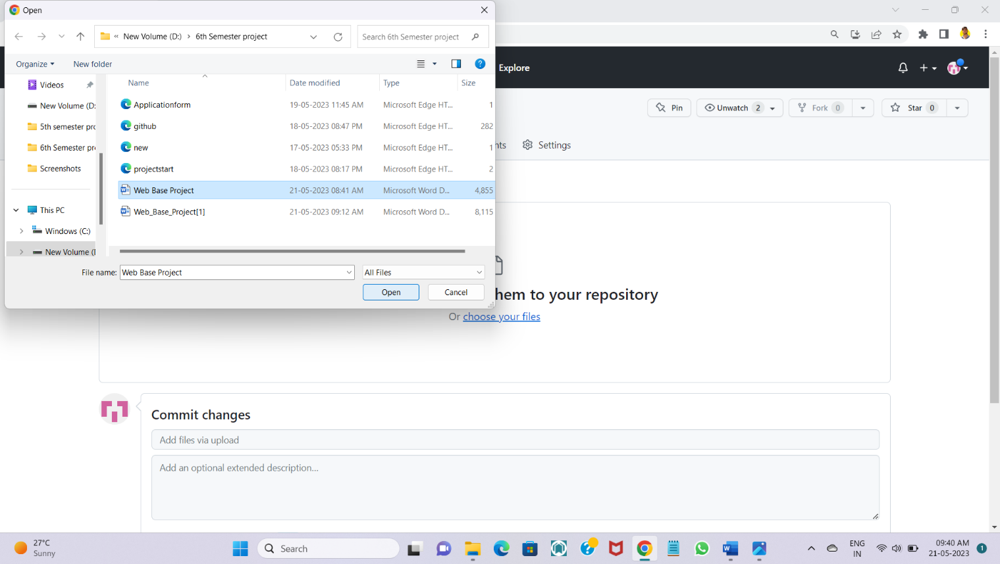 Open
« New Volume (D:) › 6th Semester project
Search 6th Semester project
Organize
New folder
Explore
Videos
New Volume (D:
5th semester pro
6th Semester pr
Screenshots
This PC
Windows (C:)
New Volume (
Name Date modified Type Size
Applicationform 19-05-2023 11:45 AM Microsoft Edge HT... 1
github 18-05-2023 08:47 PM Microsoft Edge HT... 282
new 17-05-2023 05:33 PM Microsoft Edge HT... 1
projectstart 18-05-2023 08:17 PM Microsoft Edge HT... 2
Web Base Project 21-05-2023 08:41 AM Microsoft Word D... 4,855
Web_Base_Project[1] 21-05-2023 09:12 AM Microsoft Word D... 8,115
File name: Web Base Project All Files
Open Cancel
Pin Unwatch 2 Fork 0 Star 0
nts Settings
hem to your repository
Or choose your files
Commit changes
Add files via upload
Add an optional extended description...
27°C
Sunny
Search
ENG
IN
09:40 AM
21-05-2023
1